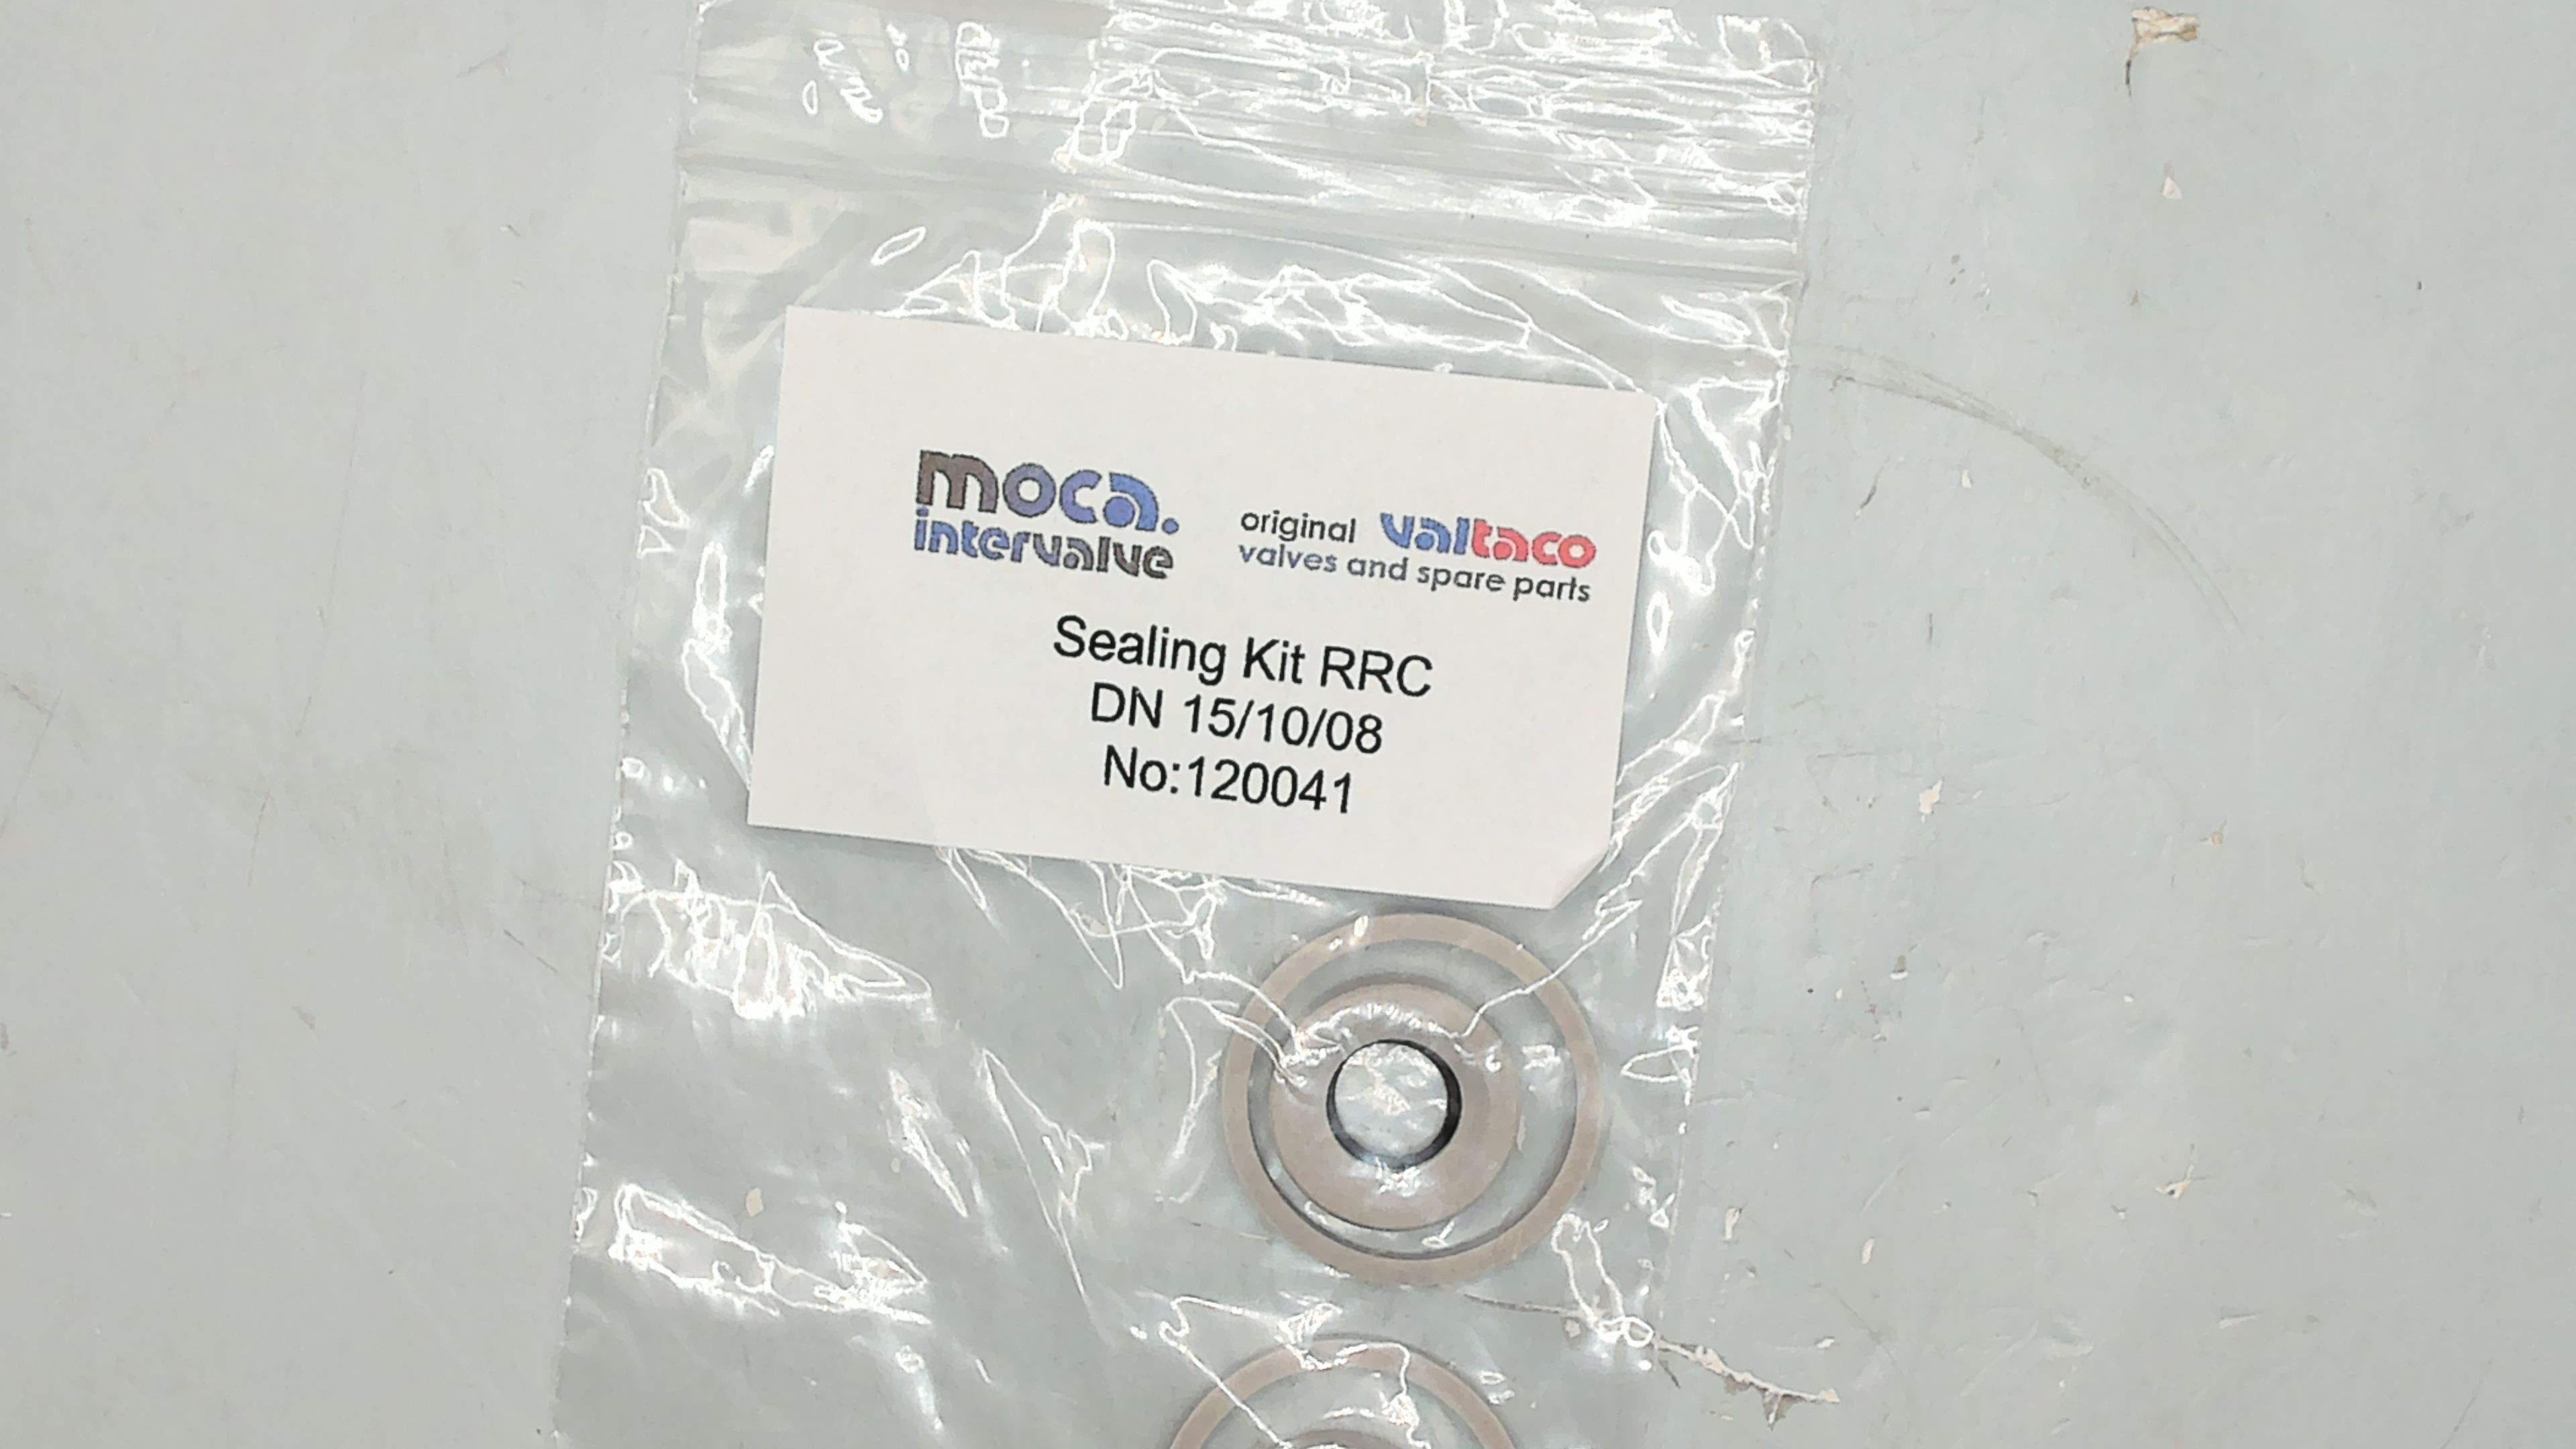 moca.
intervalve
original valtaco
valves and spare parts
Sealing Kit RRC
DN 15/10/08
No:120041